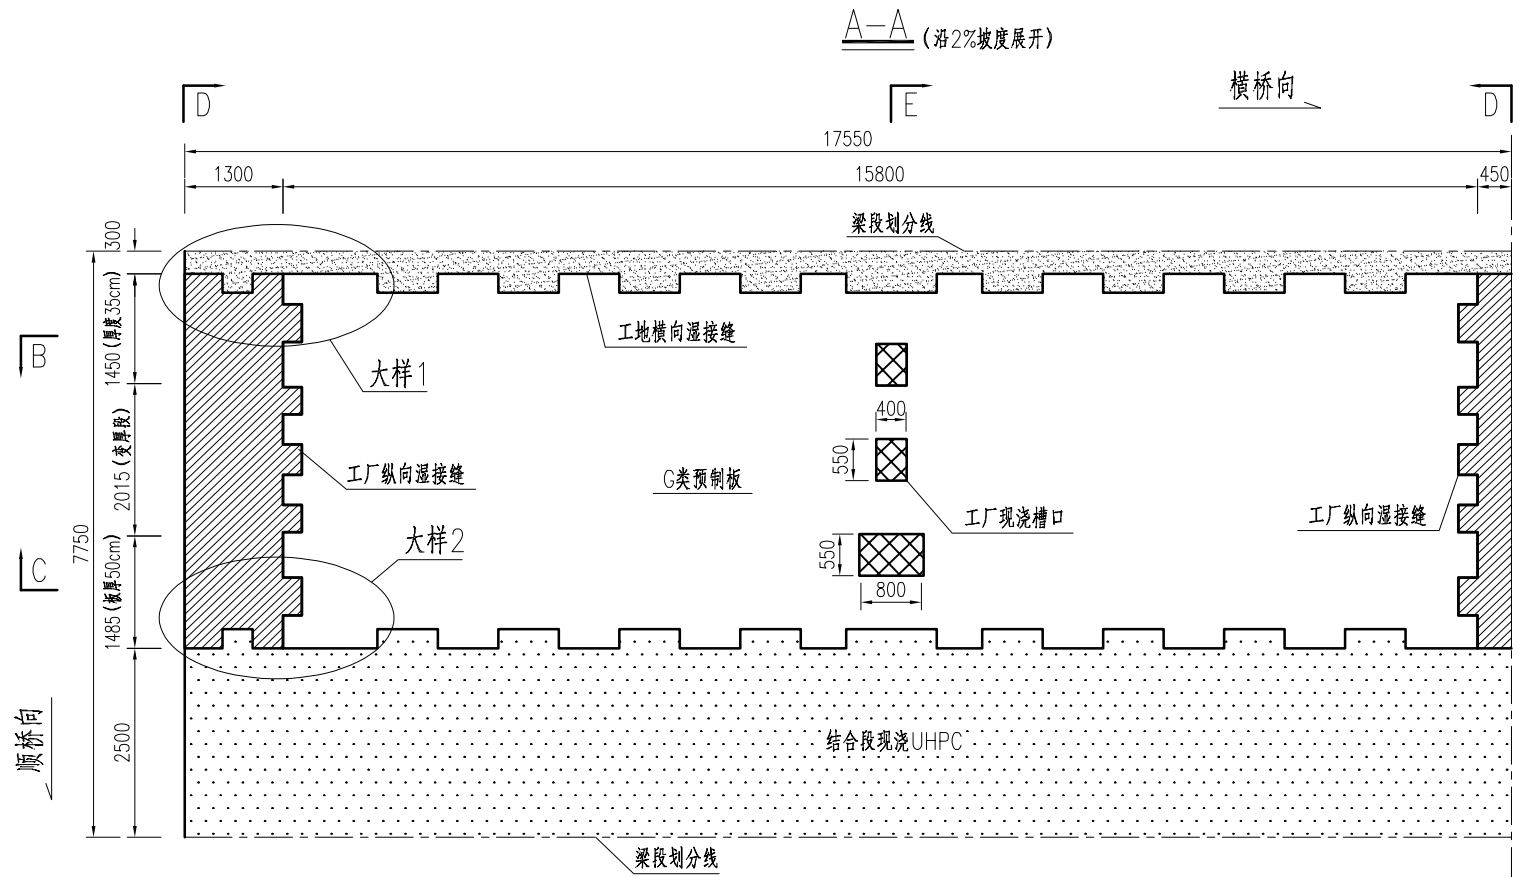 A-A (沿2%坡度展开)
D
E
横桥向
D
17550
1300
15800
450
300
梁段划分线
1450 (厚度35cm)
工地横向湿接缝
B
大样1
400
2015 (变厚段)
550
工厂纵向湿接缝
G类预制板
工厂现浇槽口
工厂纵向湿接缝
7750
大样2
C
550
1485 (板厚50cm)
800
顺桥向
2500
结合段现浇UHPC
梁段划分线